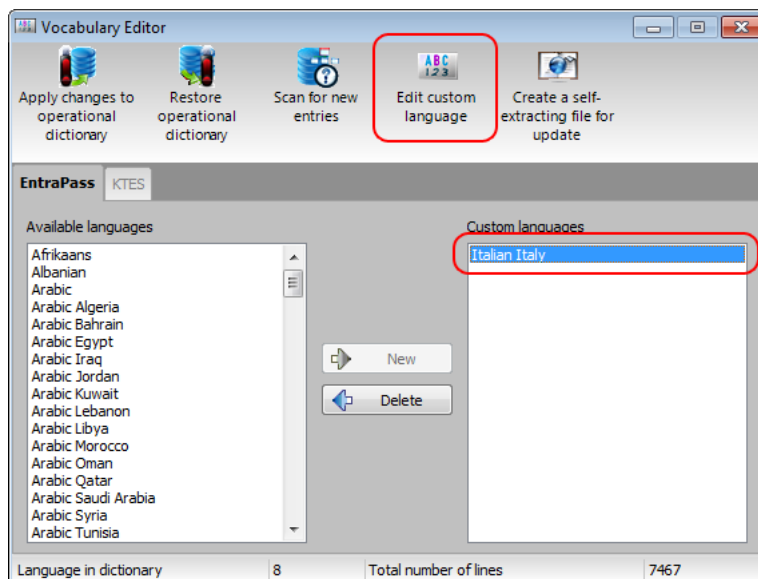 Vocabulary Editor
Apply changes to
operational
dictionary
Restore
operational
dictionary
Scan for new
entries
Edit custom
language
Create a self-
extracting file for
update
ABC
123
EntraPass
KTES
Available languages
Custom languages
Afrikaans
Albanian
Arabic
Arabic Algeria
Arabic Bahrain
Arabic Egypt
Arabic Iraq
Arabic Jordan
Arabic Kuwait
Arabic Lebanon
Arabic Libya
Arabic Morocco
Arabic Oman
Arabic Qatar
Arabic Saudi Arabia
Arabic Syria
Arabic Tunisia
New
Delete
Italian Italy
Language in dictionary
8
Total number of lines
7467